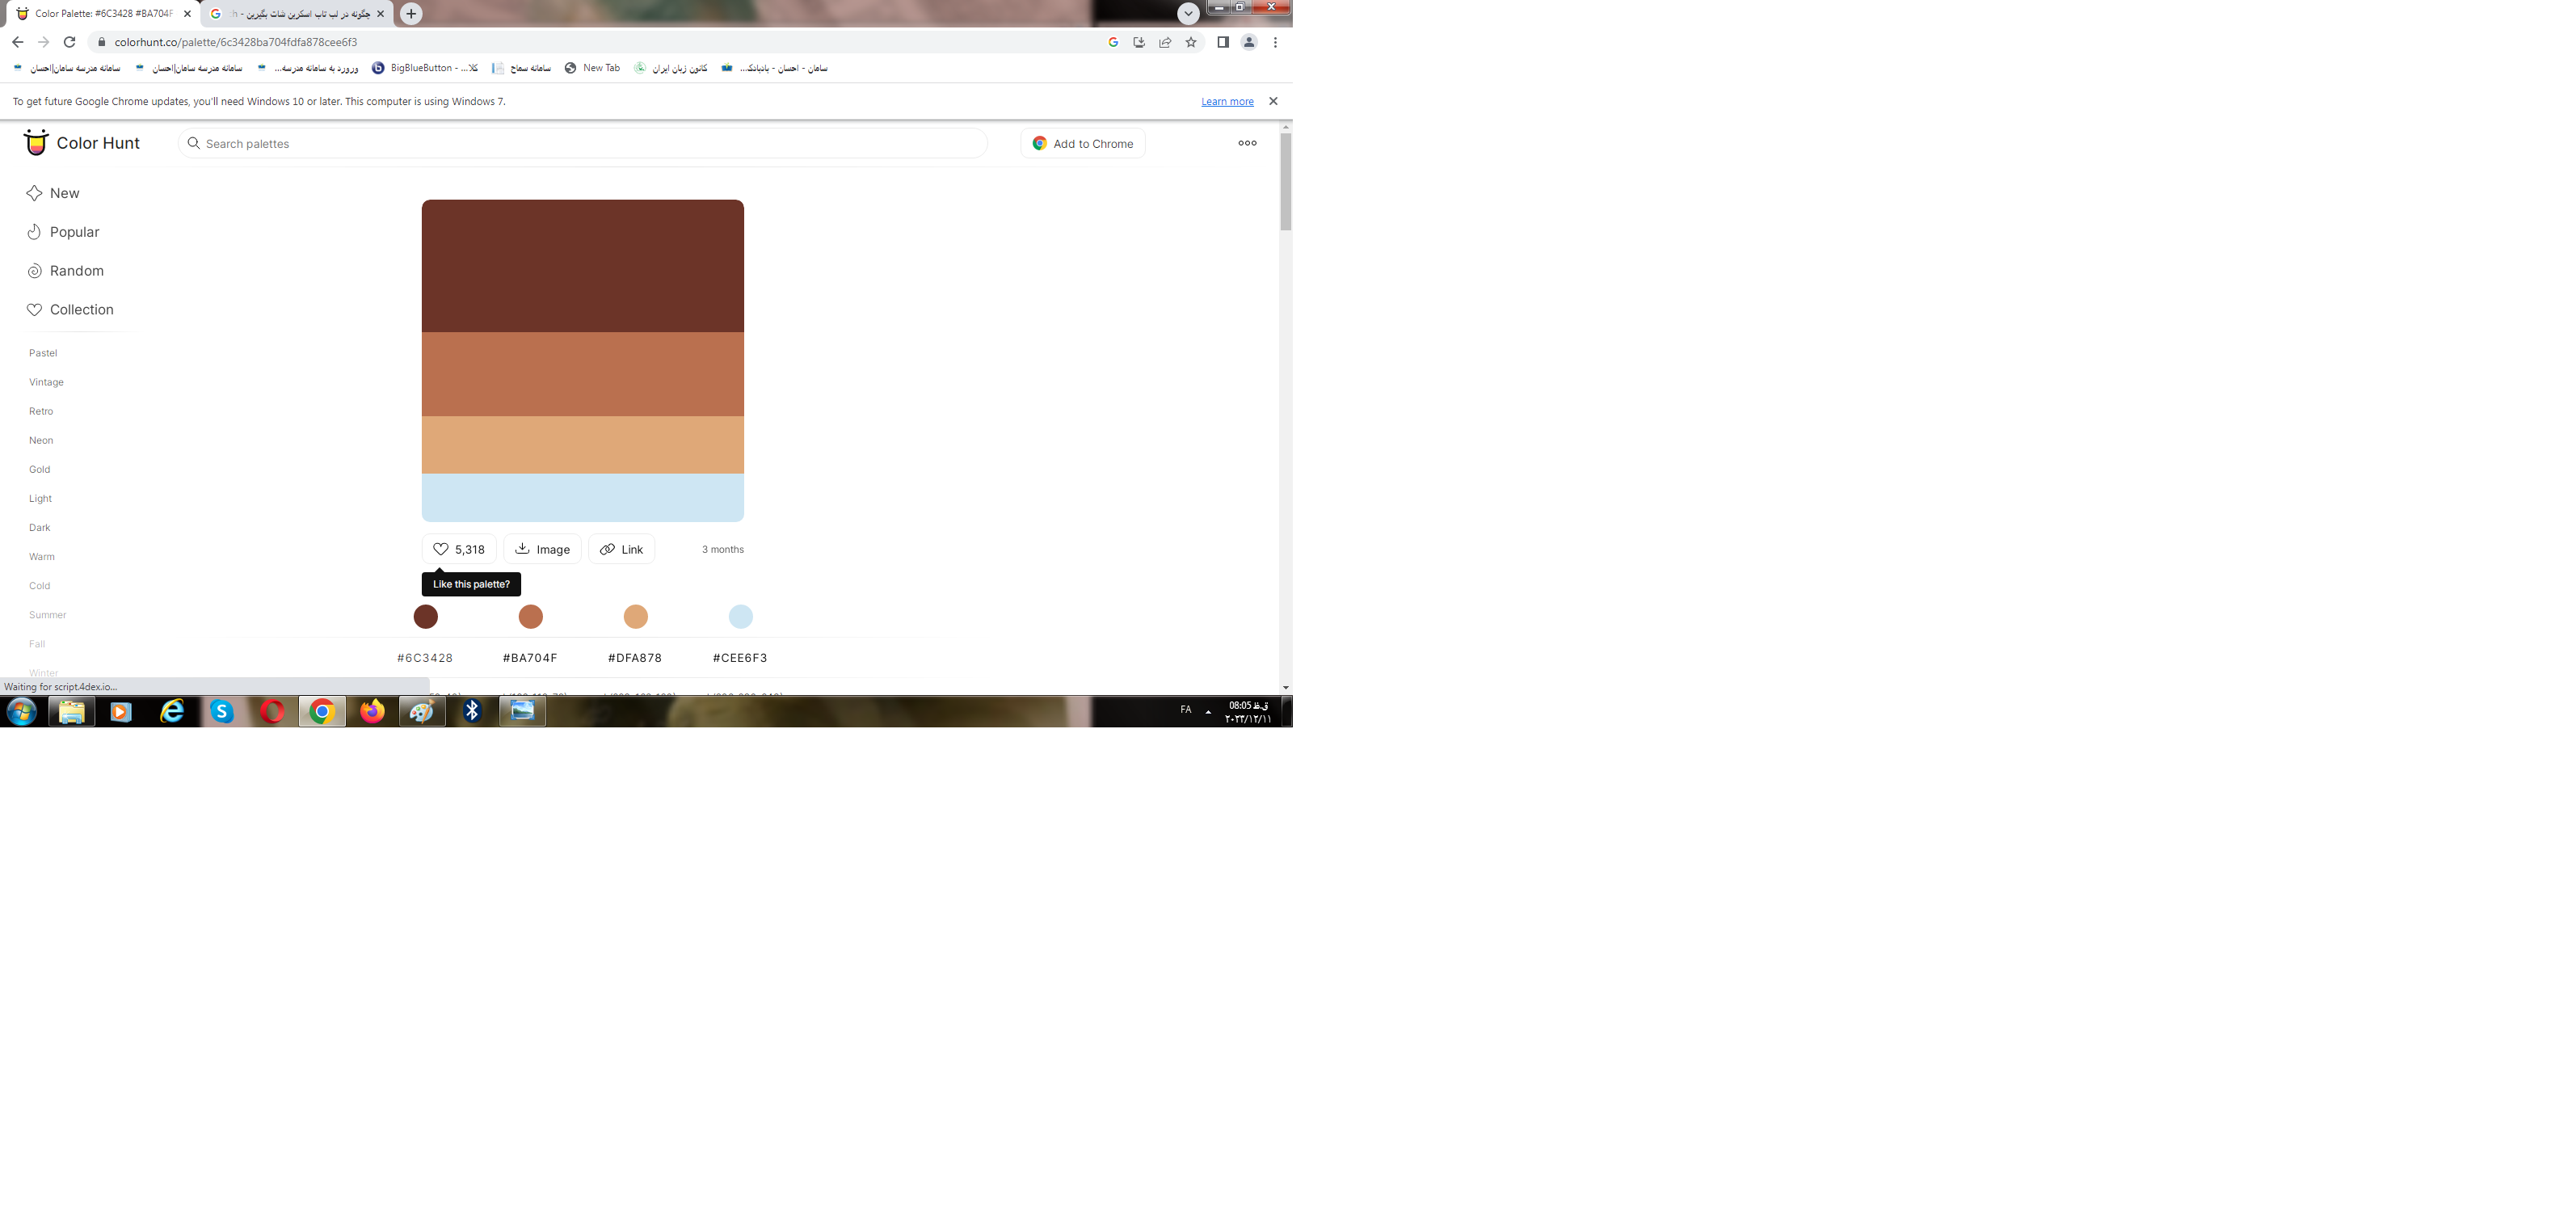 Color Palette: #6C3428 #BA704F
چگونه در لب تاب اسکرین شات بگیرین -
colorhunt.co/palette/6c3428ba704fdfa878cee6f3
سامانه مدرسه سامان|احسان
سامانه مدرسه سامان|احسان
ورورد به سامانه مدرسه...
BigBlueButton - ...کلا
سامانه سماح
New Tab
کانون زبان ایران
سامان - احسان - بادبادک...
To get future Google Chrome updates, you'll need Windows 10 or later. This computer is using Windows 7.
Learn more
Color Hunt
Search palettes
Add to Chrome
New
Popular
Random
Collection
Pastel
Vintage
Retro
Neon
Gold
Light
Dark
Warm
Cold
Summer
Fall
Winter
5,318
Image
Link
3 months
Like this palette?
#6C3428
#BA704F
#DFA878
#CEE6F3
Waiting for script.4dex.io...
FA
08:05 ق.ظ
۲۰۲۳/۱۲/۱۱